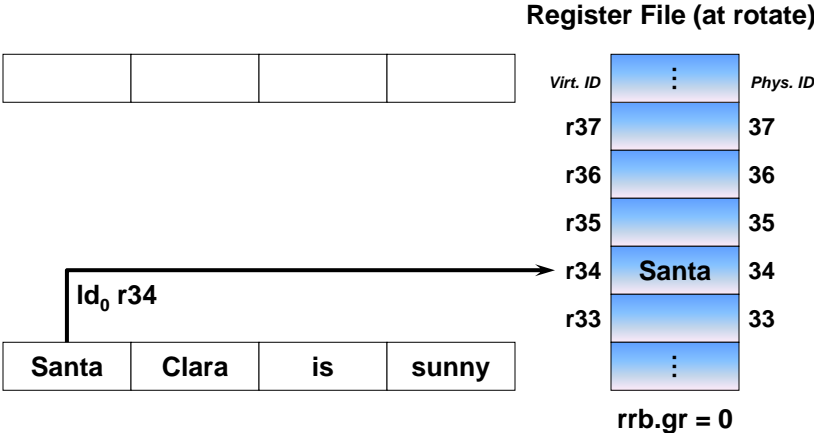 Register File (at rotate)
Virt. ID ⋮ Phys. ID
r37 37
r36 36
r35 35
r34 Santa 34
ld₀ r34
r33 33
Santa Clara is sunny ⋮
rrb.gr = 0